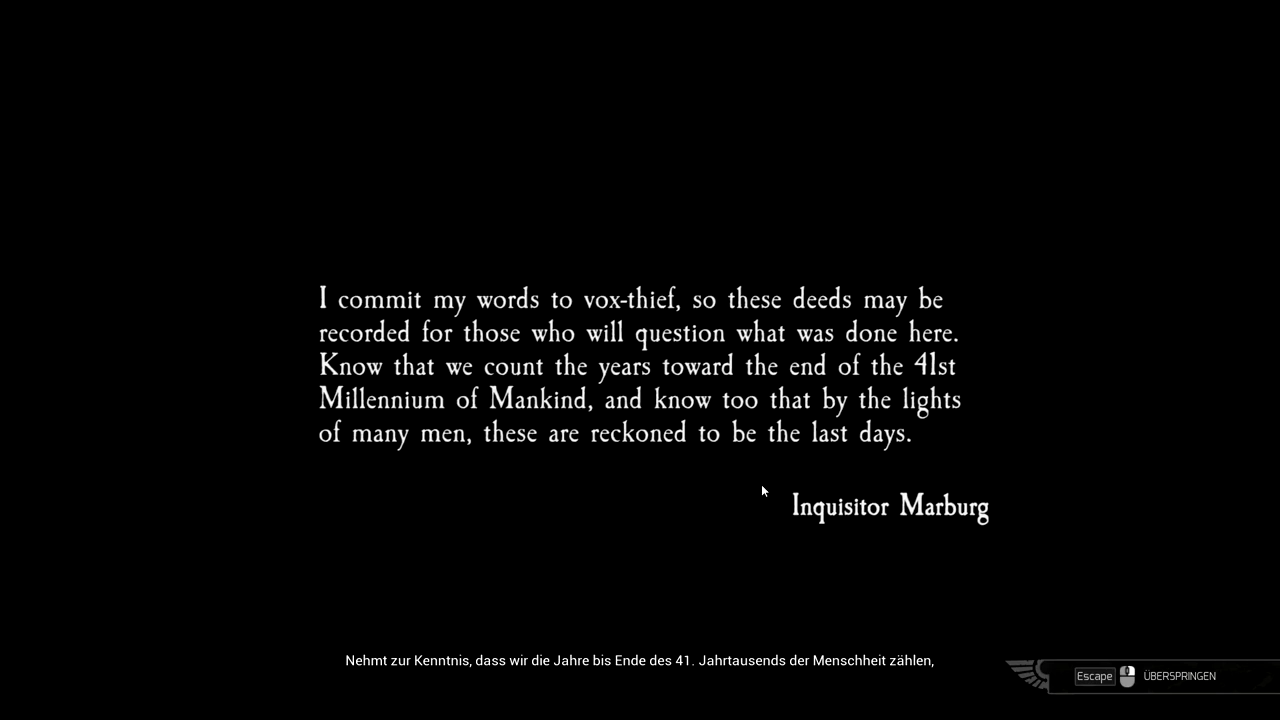 I commit my words to vox-thief, so these deeds may be
recorded for those who will question what was done here.
Know that we count the years toward the end of the 41st
Millennium of Mankind, and know too that by the lights
of many men, these are reckoned to be the last days.
Inquisitor Marburg
Nehmt zur Kenntnis, dass wir die Jahre bis Ende des 41. Jahrtausends der Menschheit zählen,
Escape ÜBERSPRINGEN